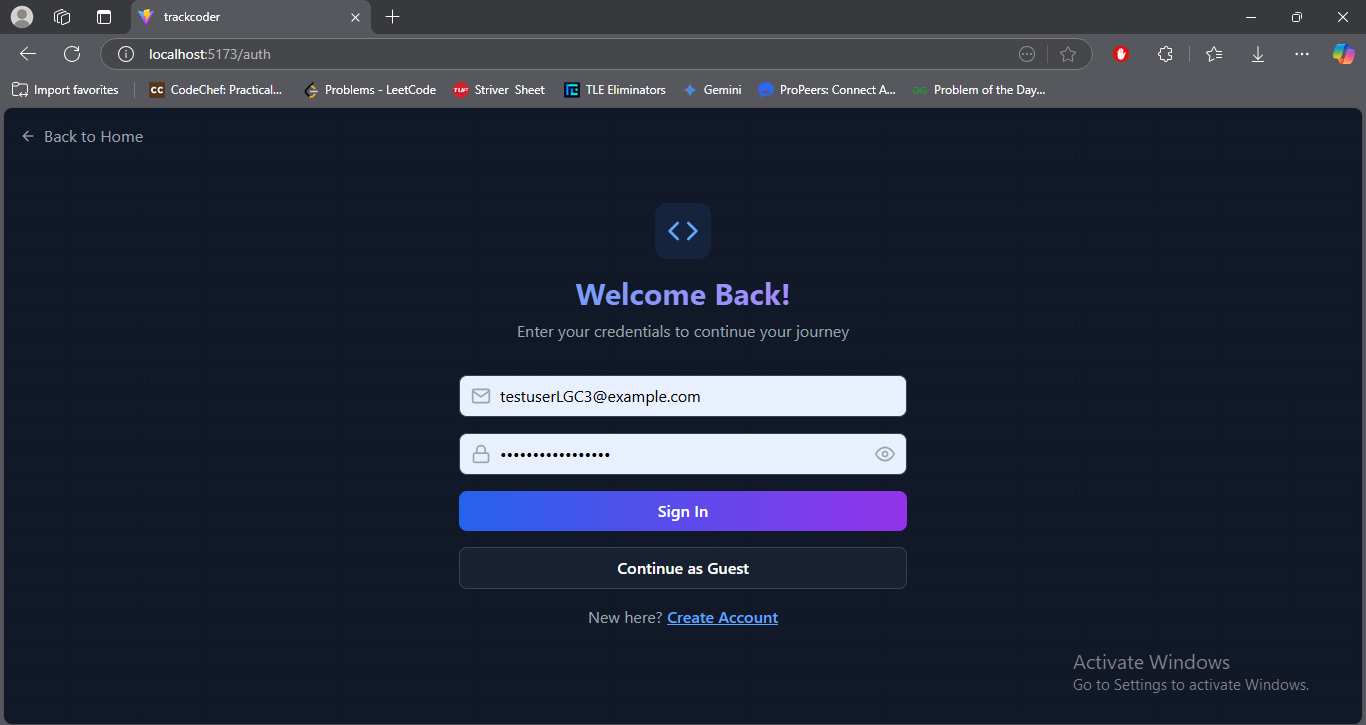 trackcoder
localhost:5173/auth
Import favorites
CC CodeChef: Practical...
Problems - LeetCode
TUF Striver Sheet
TLE Eliminators
Gemini
ProPeers: Connect A...
Problem of the Day...
← Back to Home
<>
Welcome Back!
Enter your credentials to continue your journey
testuserLGC3@example.com
•••••••••••••••••
Sign In
Continue as Guest
New here? Create Account
Activate Windows
Go to Settings to activate Windows.